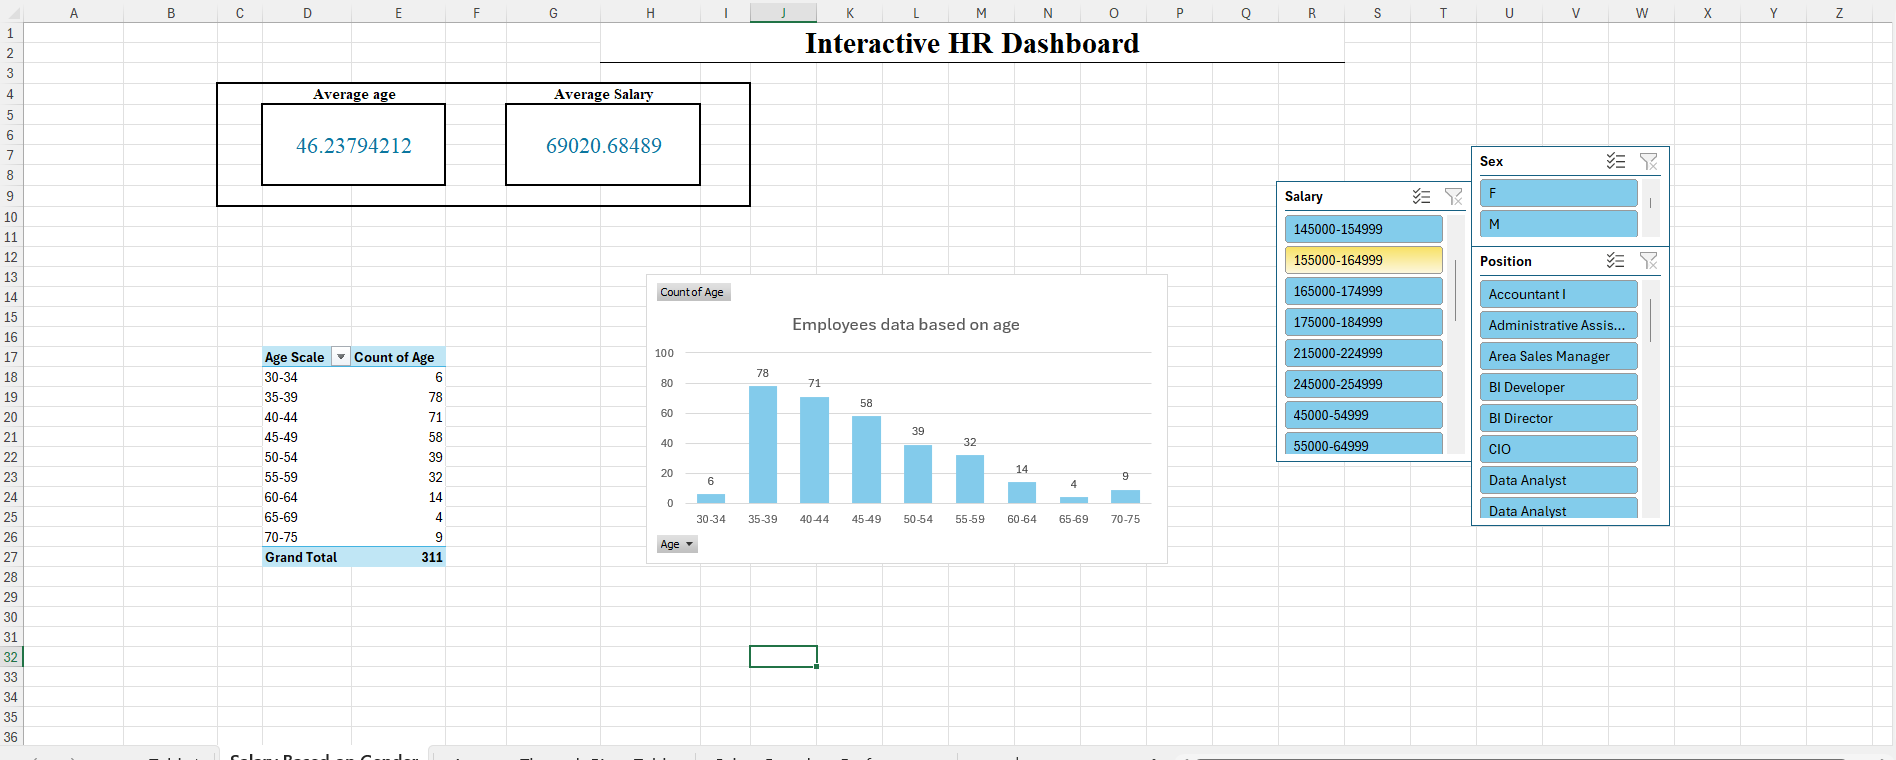 A B C D E F G H I J K L M N O P Q R S T U V W X Y Z
1
2
3
4
5
6
7
8
9
10
11
12
13
14
15
16
17
18
19
20
21
22
23
24
25
26
27
28
29
30
31
32
33
34
35
36
Interactive HR Dashboard
Average age
Average Salary
46.23794212
69020.68489
Age Scale Count of Age
30-34 6
35-39 78
40-44 71
45-49 58
50-54 39
55-59 32
60-64 14
65-69 4
70-75 9
Grand Total 311
Count of Age
Employees data based on age
100
80
60
40
20
0
6 78 71 58 39 32 14 4 9
30-34 35-39 40-44 45-49 50-54 55-59 60-64 65-69 70-75
Age
Salary
145000-154999
155000-164999
165000-174999
175000-184999
215000-224999
245000-254999
45000-54999
55000-64999
Sex
F
M
Position
Accountant I
Administrative Assis...
Area Sales Manager
BI Developer
BI Director
CIO
Data Analyst
Data Analyst
Salary Based on Gender